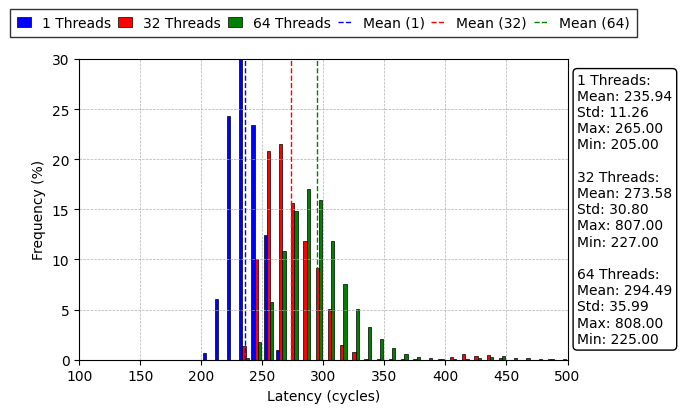 1 Threads 32 Threads 64 Threads Mean (1) Mean (32) Mean (64)
30
25
20
15
10
5
0
Frequency (%)
100 150 200 250 300 350 400 450 500
Latency (cycles)
1 Threads:
Mean: 235.94
Std: 11.26
Max: 265.00
Min: 205.00
32 Threads:
Mean: 273.58
Std: 30.80
Max: 807.00
Min: 227.00
64 Threads:
Mean: 294.49
Std: 35.99
Max: 808.00
Min: 225.00